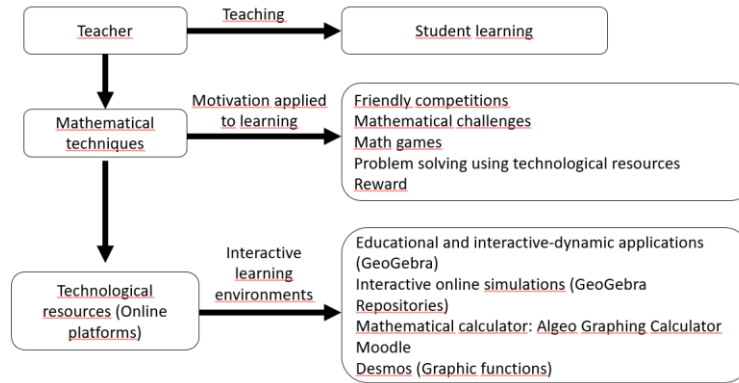 Teaching
Teacher
Student learning
Motivation applied
to learning
Mathematical
techniques
Friendly competitions
Mathematical challenges
Math games
Problem solving using technological resources
Reward
Interactive
learning
environments
Technological
resources (Online
platforms)
Educational and interactive-dynamic applications
(GeoGebra)
Interactive online simulations (GeoGebra
Repositories)
Mathematical calculator: Algeo Graphing Calculator
Moodle
Desmos (Graphic functions)